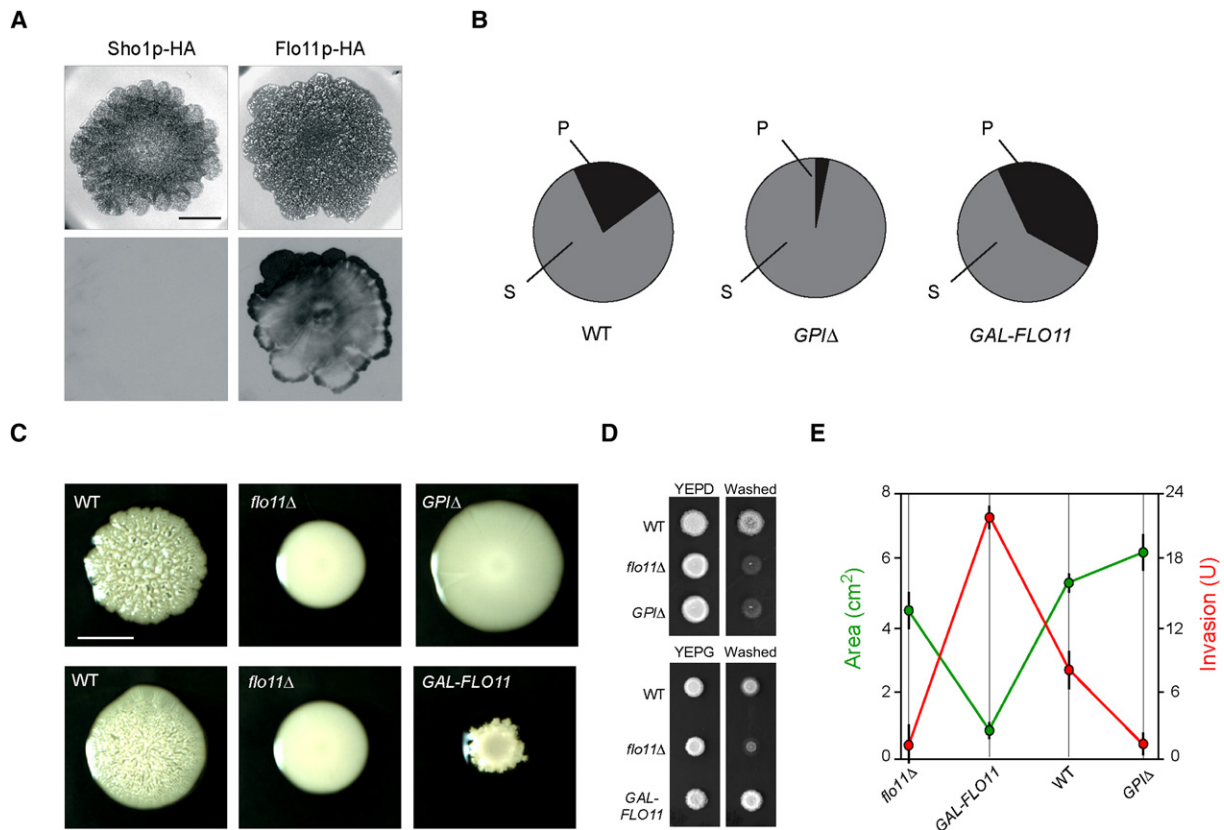 A
Sho1p-HA Flo11p-HA
B
P
S
WT
P
S
GPIΔ
P
GAL-FLO11
C
WT
flo11Δ
GPIΔ
WT
flo11Δ
GAL-FLO11
D
YEPD Washed
WT
flo11Δ
GPIΔ
YEPG Washed
WT
flo11Δ
GAL-
FLO11
E
Area (cm²)
8
6
4
2
0
24
18
12
6
0
Invasion (U)
flo11Δ
GAL-FLO11
WT
GPIΔ